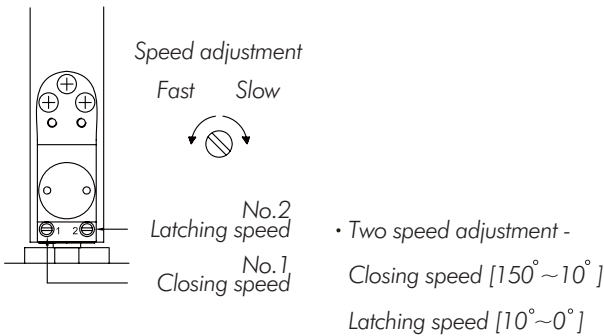 Speed adjustment
Fast Slow
1 2
No.2
Latching speed
No.1
Closing speed
• Two speed adjustment -
Closing speed [150°~10°]
Latching speed [10°~0°]